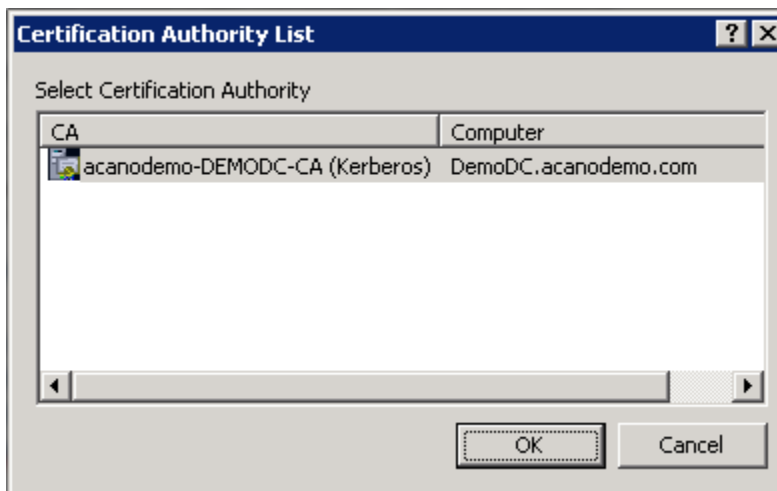 Certification Authority List
Select Certification Authority
CA Computer
acanodemo-DEMODC-CA (Kerberos) DemoDC.acanodemo.com
OK Cancel